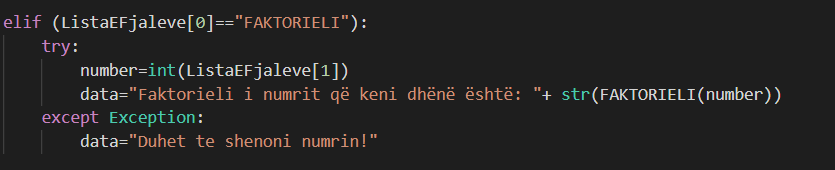 elif (ListaEFjaleve[0]=="FAKTORIELI"):
    try:
        number=int(ListaEFjaleve[1])
        data="Faktorieli i numrit që keni dhënë është: "+ str(FAKTORIELI(number))
    except Exception:
        data="Duhet te shenoni numrin!"